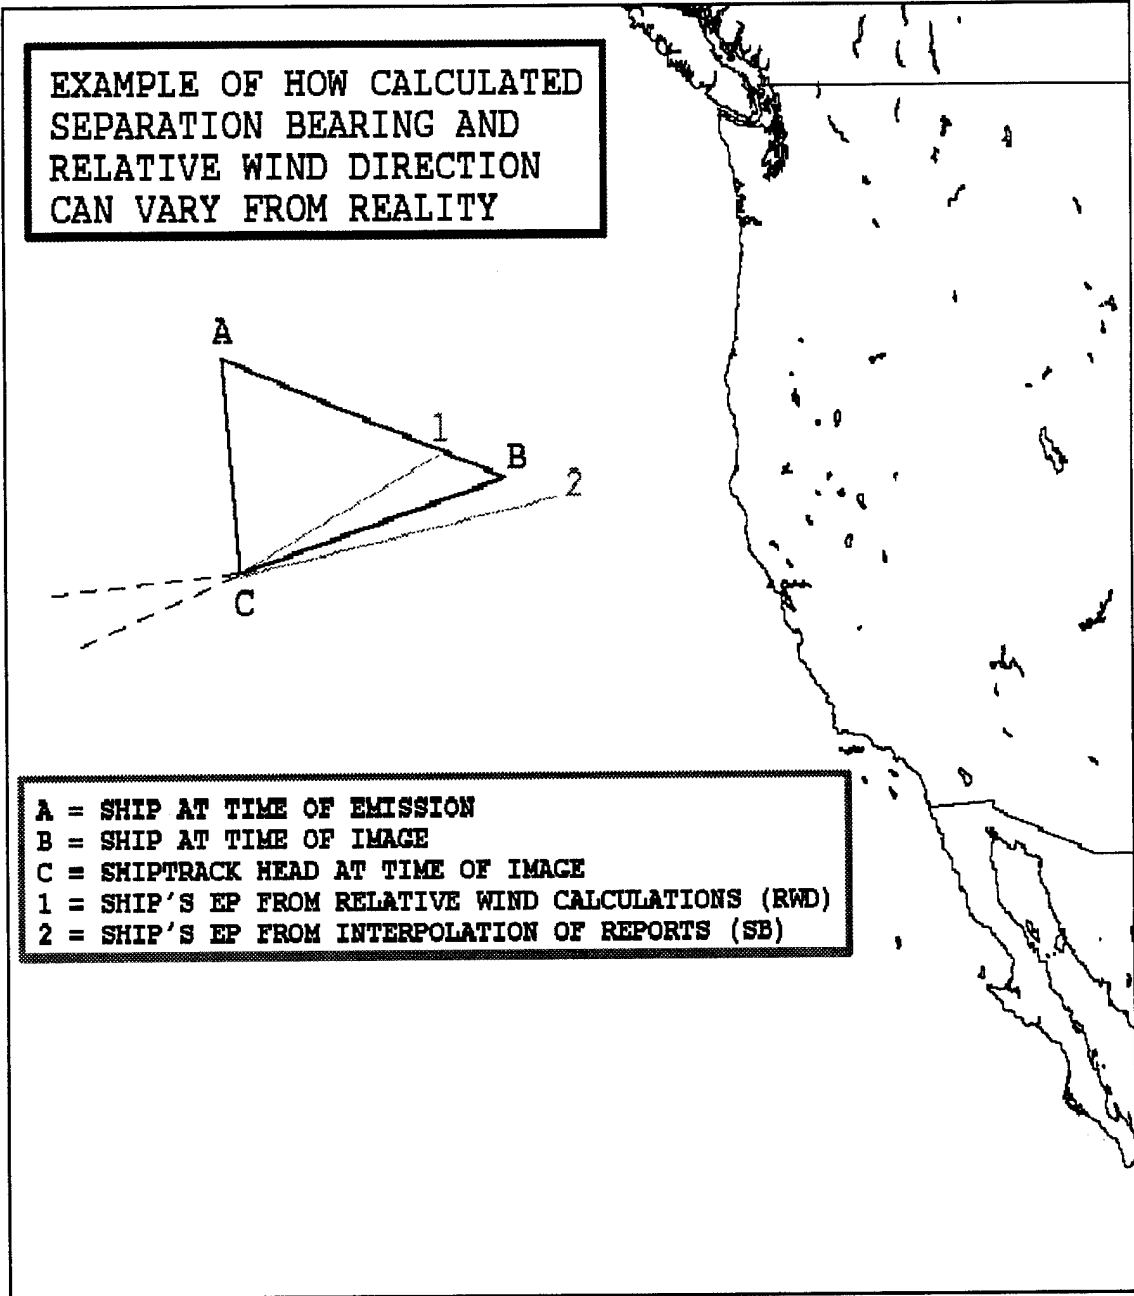 EXAMPLE OF HOW CALCULATED
SEPARATION BEARING AND
RELATIVE WIND DIRECTION
CAN VARY FROM REALITY
A
1
B
2
C
A = SHIP AT TIME OF EMISSION
B = SHIP AT TIME OF IMAGE
C = SHIPTRACK HEAD AT TIME OF IMAGE
1 = SHIP'S EP FROM RELATIVE WIND CALCULATIONS (RWD)
2 = SHIP'S EP FROM INTERPOLATION OF REPORTS (SB)